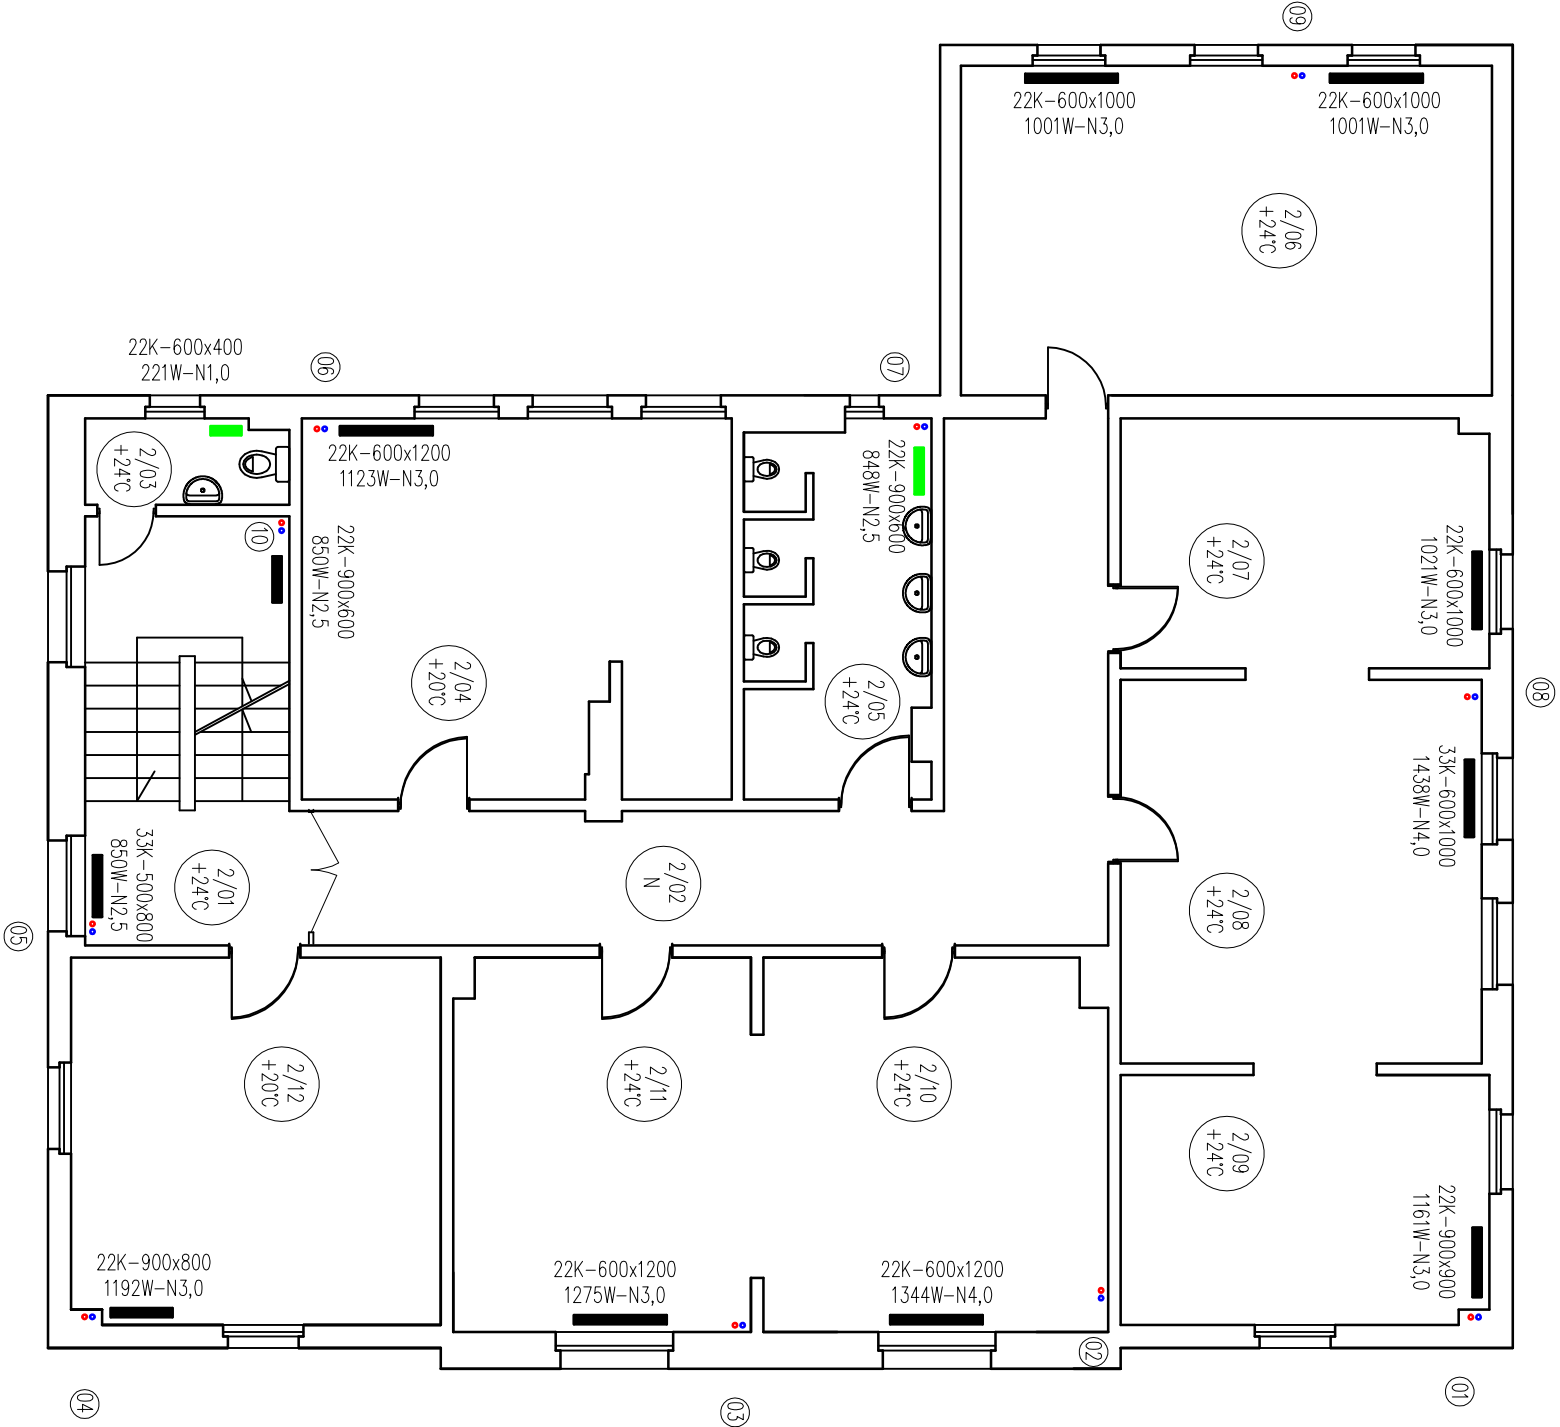 09
22K-600x1000
1001W-N3,0
22K-600x1000
1001W-N3,0
2/06
+24°C
22K-600x400
221W-N1,0
06
07
2/03
+24°C
22K-600x1200
1123W-N3,0
22K-900x600
848W-N2,5
10
22K-900x600
850W-N2,5
2/07
+24°C
22K-600x1000
1021W-N3,0
2/04
+20°C
2/05
+24°C
08
33K-600x1000
1438W-N4,0
33K-500x800
850W-N2,5
2/01
+24°C
2/02
N
2/08
+24°C
05
2/12
+20°C
2/11
+24°C
2/10
+24°C
2/09
+24°C
22K-900x900
1161W-N3,0
22K-900x800
1192W-N3,0
22K-600x1200
1275W-N3,0
22K-600x1200
1344W-N4,0
02
04
03
01